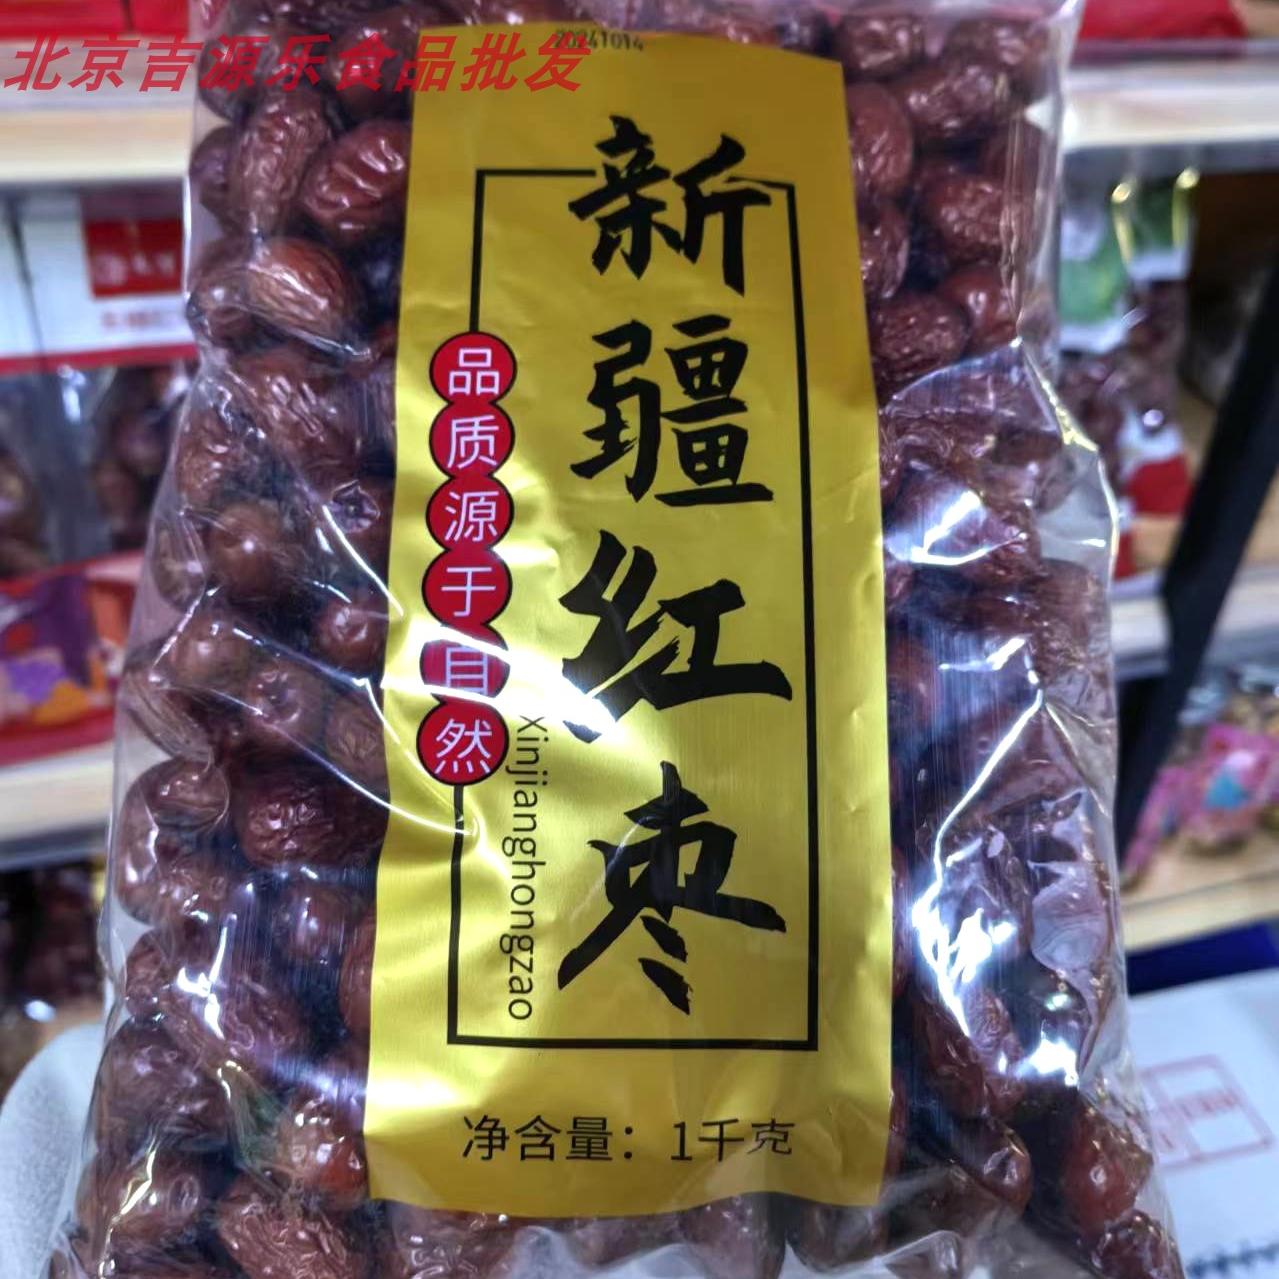 北京吉源乐食品批发
20241014
新疆红枣
品质源于自然
Xinjianghongzao
净含量：1千克